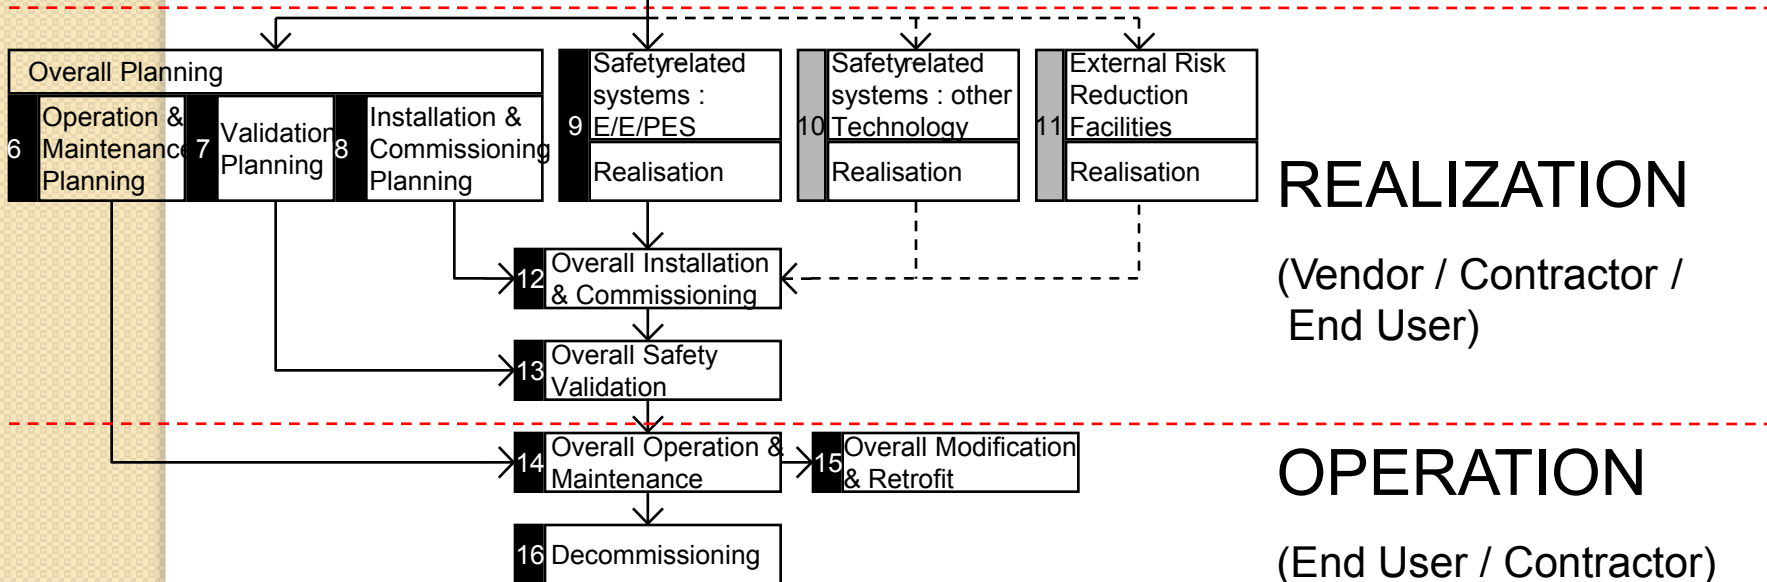 Overall Planning
6
Operation &
Maintenance
Planning
7
Validation
Planning
8
Installation &
Commissioning
Planning
9
Safetyrelated
systems :
E/E/PES
Realisation
10
Safetyrelated
systems : other
Technology
Realisation
11
External Risk
Reduction
Facilities
Realisation
REALIZATION
(Vendor / Contractor /
End User)
12
Overall Installation
& Commissioning
13
Overall Safety
Validation
14
Overall Operation &
Maintenance
15
Overall Modification
& Retrofit
OPERATION
(End User / Contractor)
16
Decommissioning